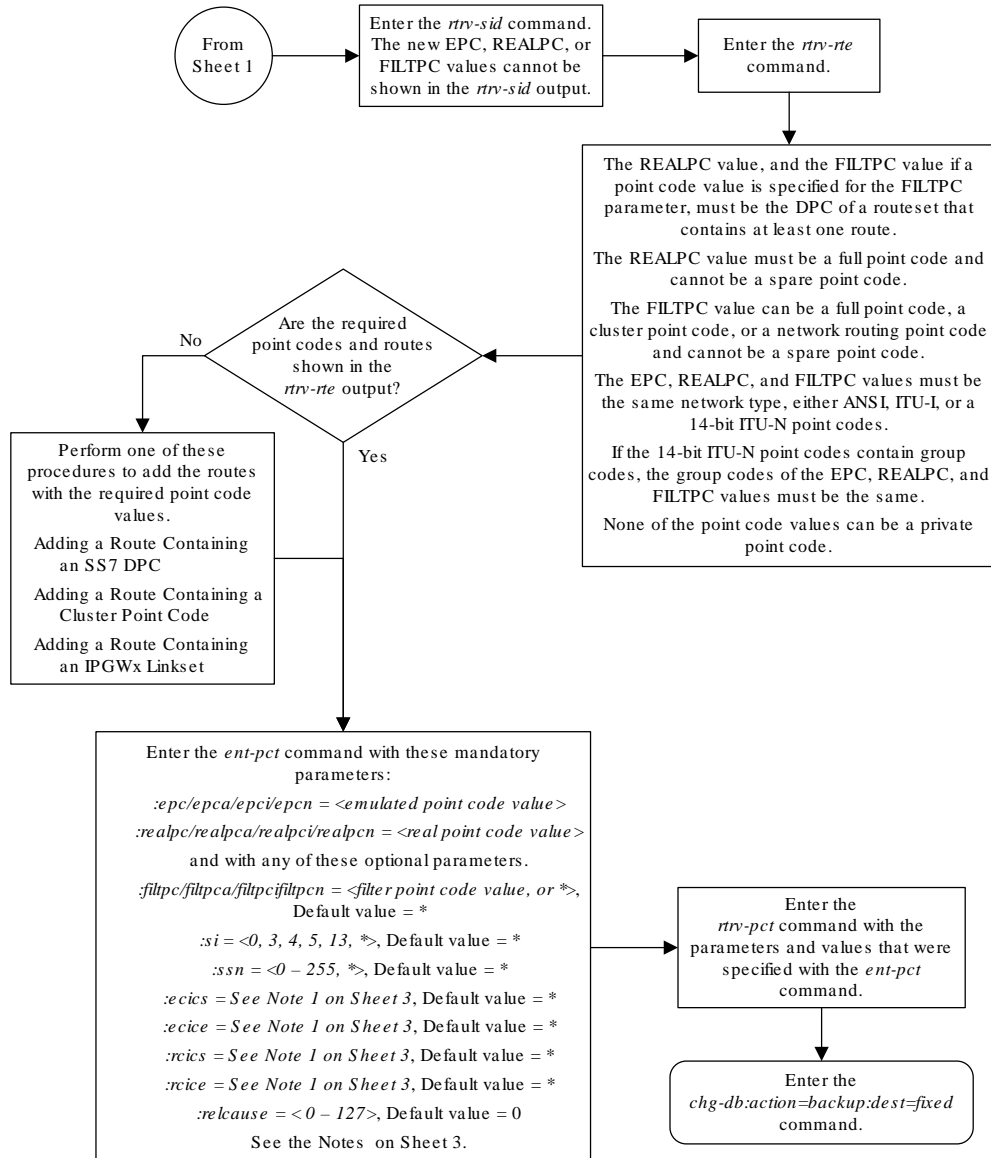 From
Sheet 1
Enter the rtrv-sid command.
The new EPC, REALPC, or
FILTPC values cannot be
shown in the rtrv-sid output.
Enter the rtrv-rte
command.
The REALPC value, and the FILTPC value if a
point code value is specified for the FILTPC
parameter, must be the DPC of a routeset that
contains at least one route.
The REALPC value must be a full point code and
cannot be a spare point code.
The FILTPC value can be a full point code, a
cluster point code, or a network routing point code
and cannot be a spare point code.
The EPC, REALPC, and FILTPC values must be
the same network type, either ANSI, ITU-I, or a
14-bit ITU-N point codes.
If the 14-bit ITU-N point codes contain group
codes, the group codes of the EPC, REALPC, and
FILTPC values must be the same.
None of the point code values can be a private
point code.
Are the required
point codes and routes
shown in the
rtrv-rte output?
No
Yes
Perform one of these
procedures to add the routes
with the required point code
values.
Adding a Route Containing
an SS7 DPC
Adding a Route Containing a
Cluster Point Code
Adding a Route Containing
an IPGWx Linkset
Enter the ent-pct command with these mandatory
parameters:
:epc/epca/epci/epcn = <emulated point code value>
:realpc/realpca/realpci/realpcn = <real point code value>
and with any of these optional parameters.
:filtpc/filtpca/filtpcifiltpcn = <filter point code value, or *>,
Default value = *
:si = <0, 3, 4, 5, 13, *>, Default value = *
:ssn = <0 – 255, *>, Default value = *
:ecics = See Note 1 on Sheet 3, Default value = *
:ecice = See Note 1 on Sheet 3, Default value = *
:rcics = See Note 1 on Sheet 3, Default value = *
:rcice = See Note 1 on Sheet 3, Default value = *
:relcause = < 0 – 127>, Default value = 0
See the Notes on Sheet 3.
Enter the
rtrv-pct command with the
parameters and values that were
specified with the ent-pct
command.
Enter the
chg-db:action=backup:dest=fixed
command.